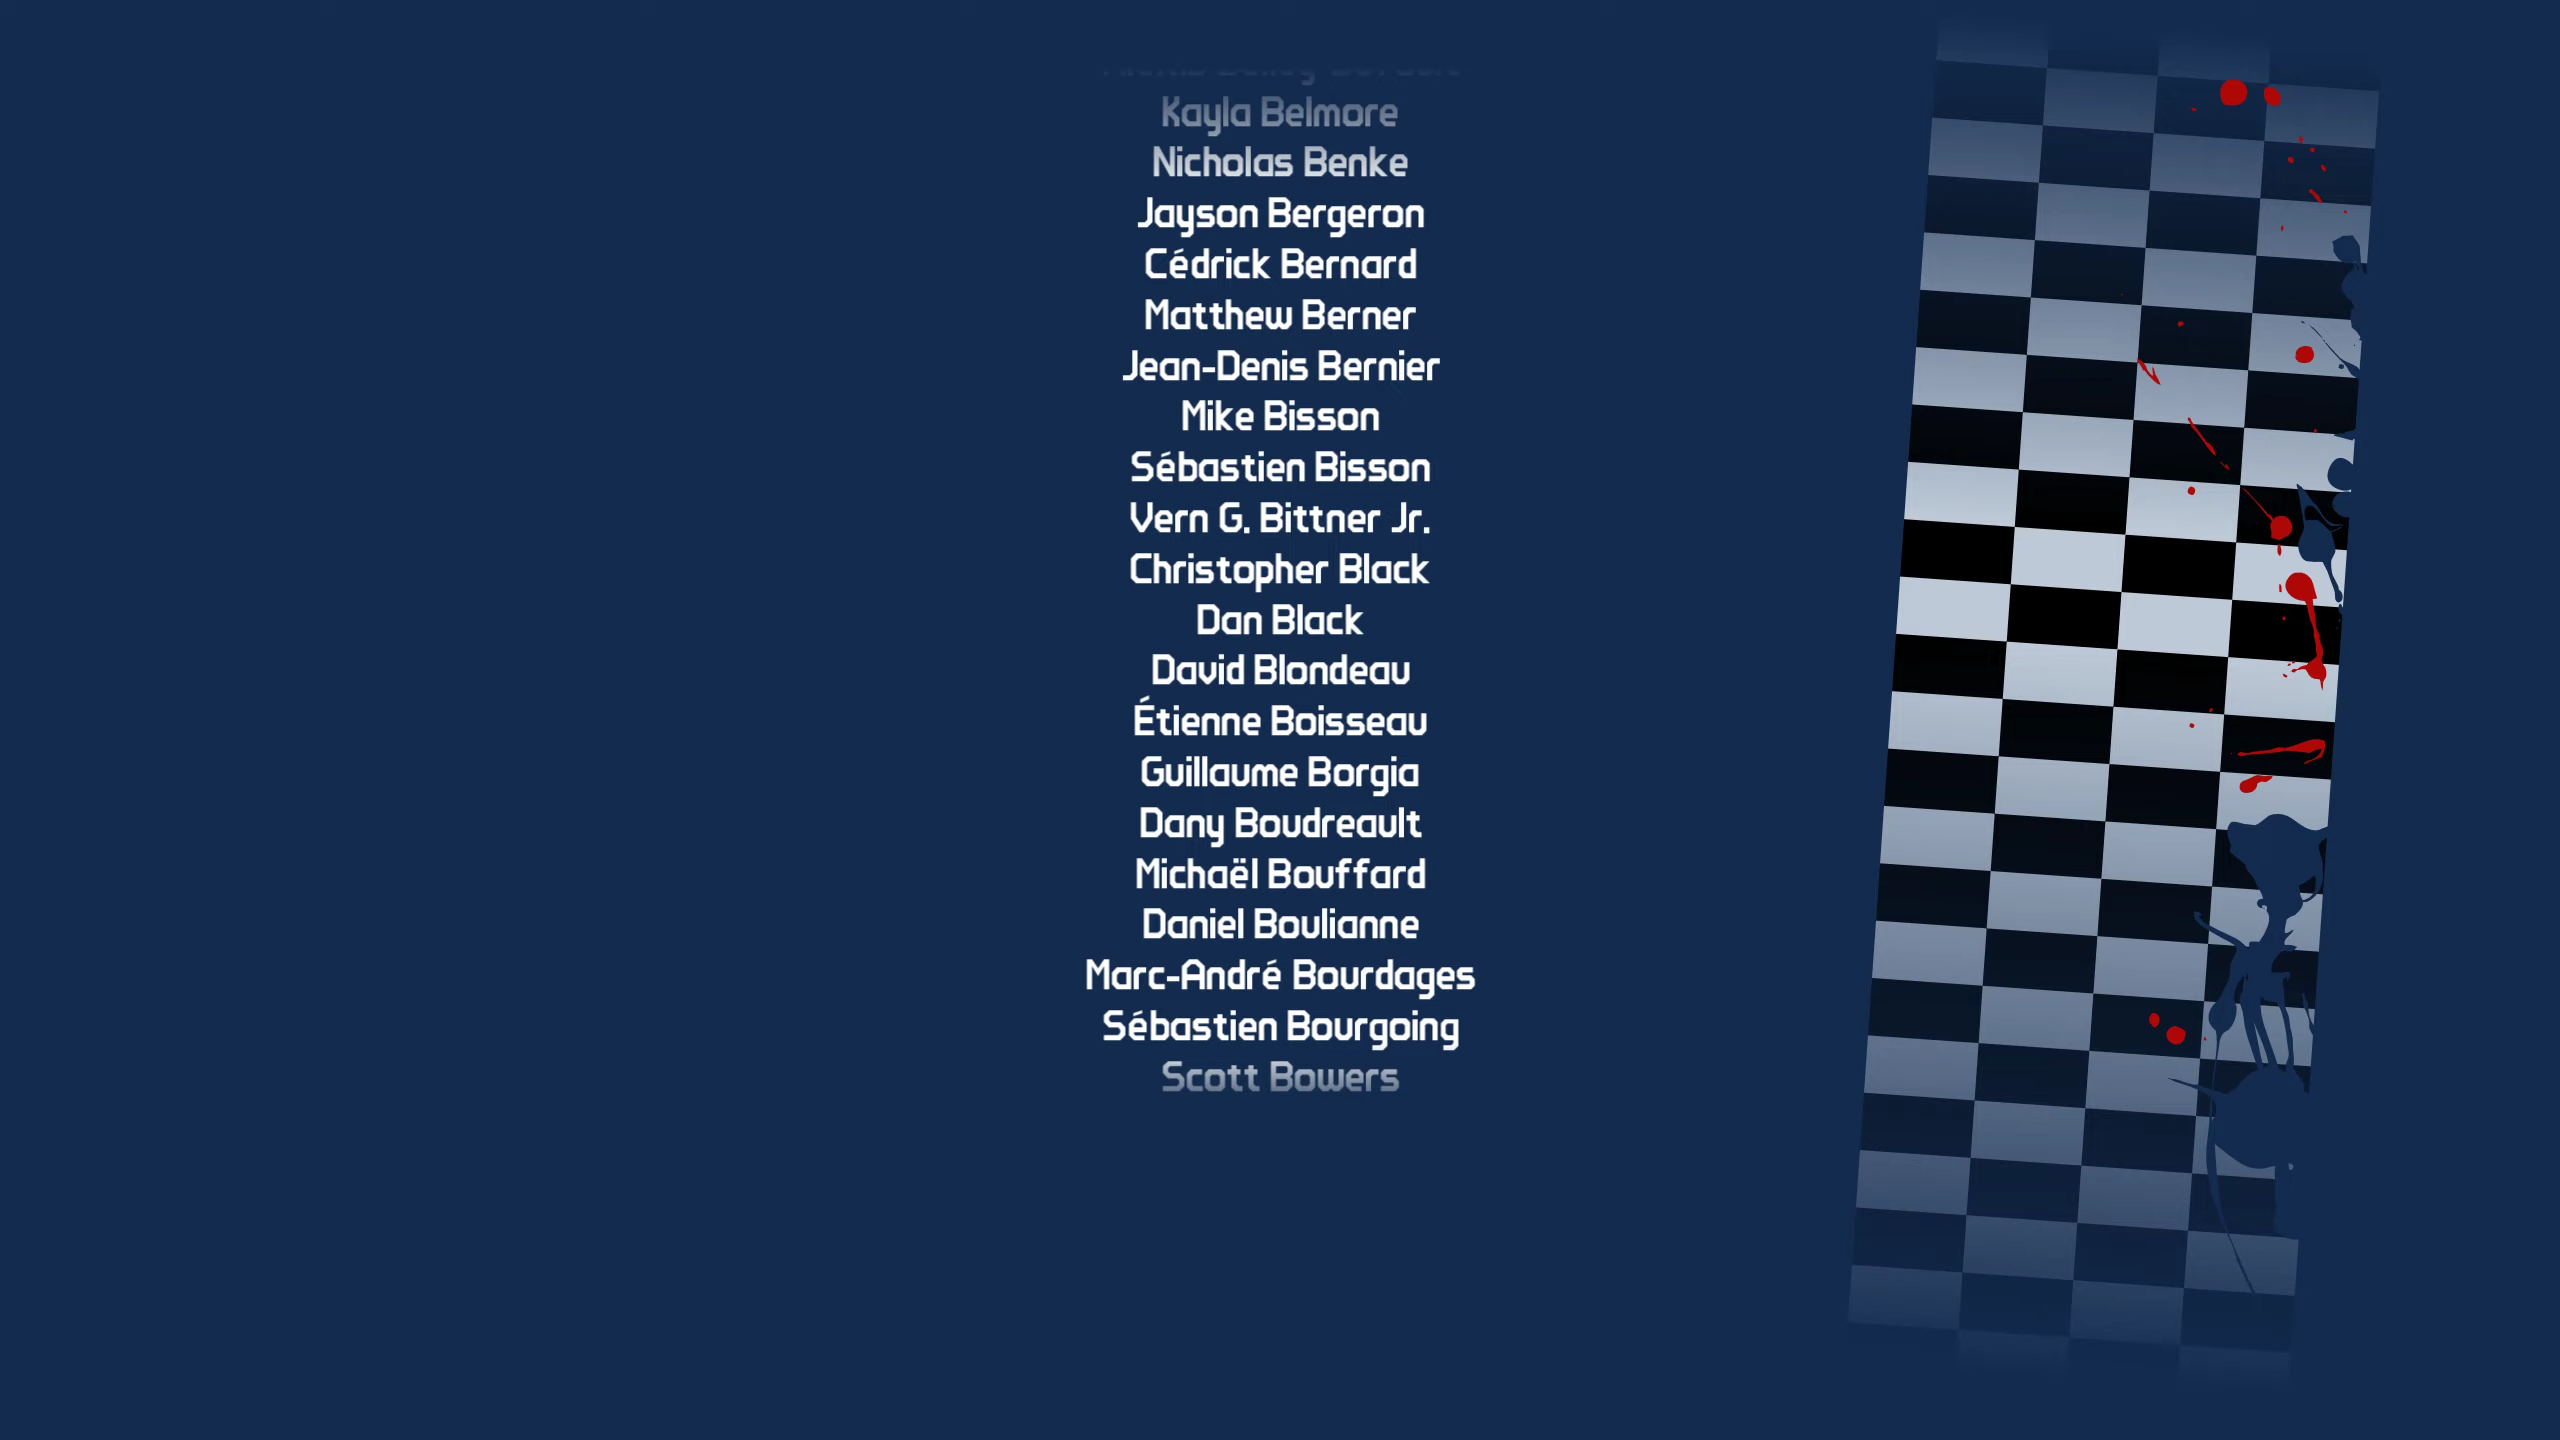 Kayla Belmore
Nicholas Benke
Jayson Bergeron
Cédrick Bernard
Matthew Berner
Jean-Denis Bernier
Mike Bisson
Sébastien Bisson
Vern G. Bittner Jr.
Christopher Black
Dan Black
David Blondeau
Étienne Boisseau
Guillaume Borgia
Dany Boudreault
Michaël Bouffard
Daniel Boulianne
Marc-André Bourdages
Sébastien Bourgoing
Scott Bowers